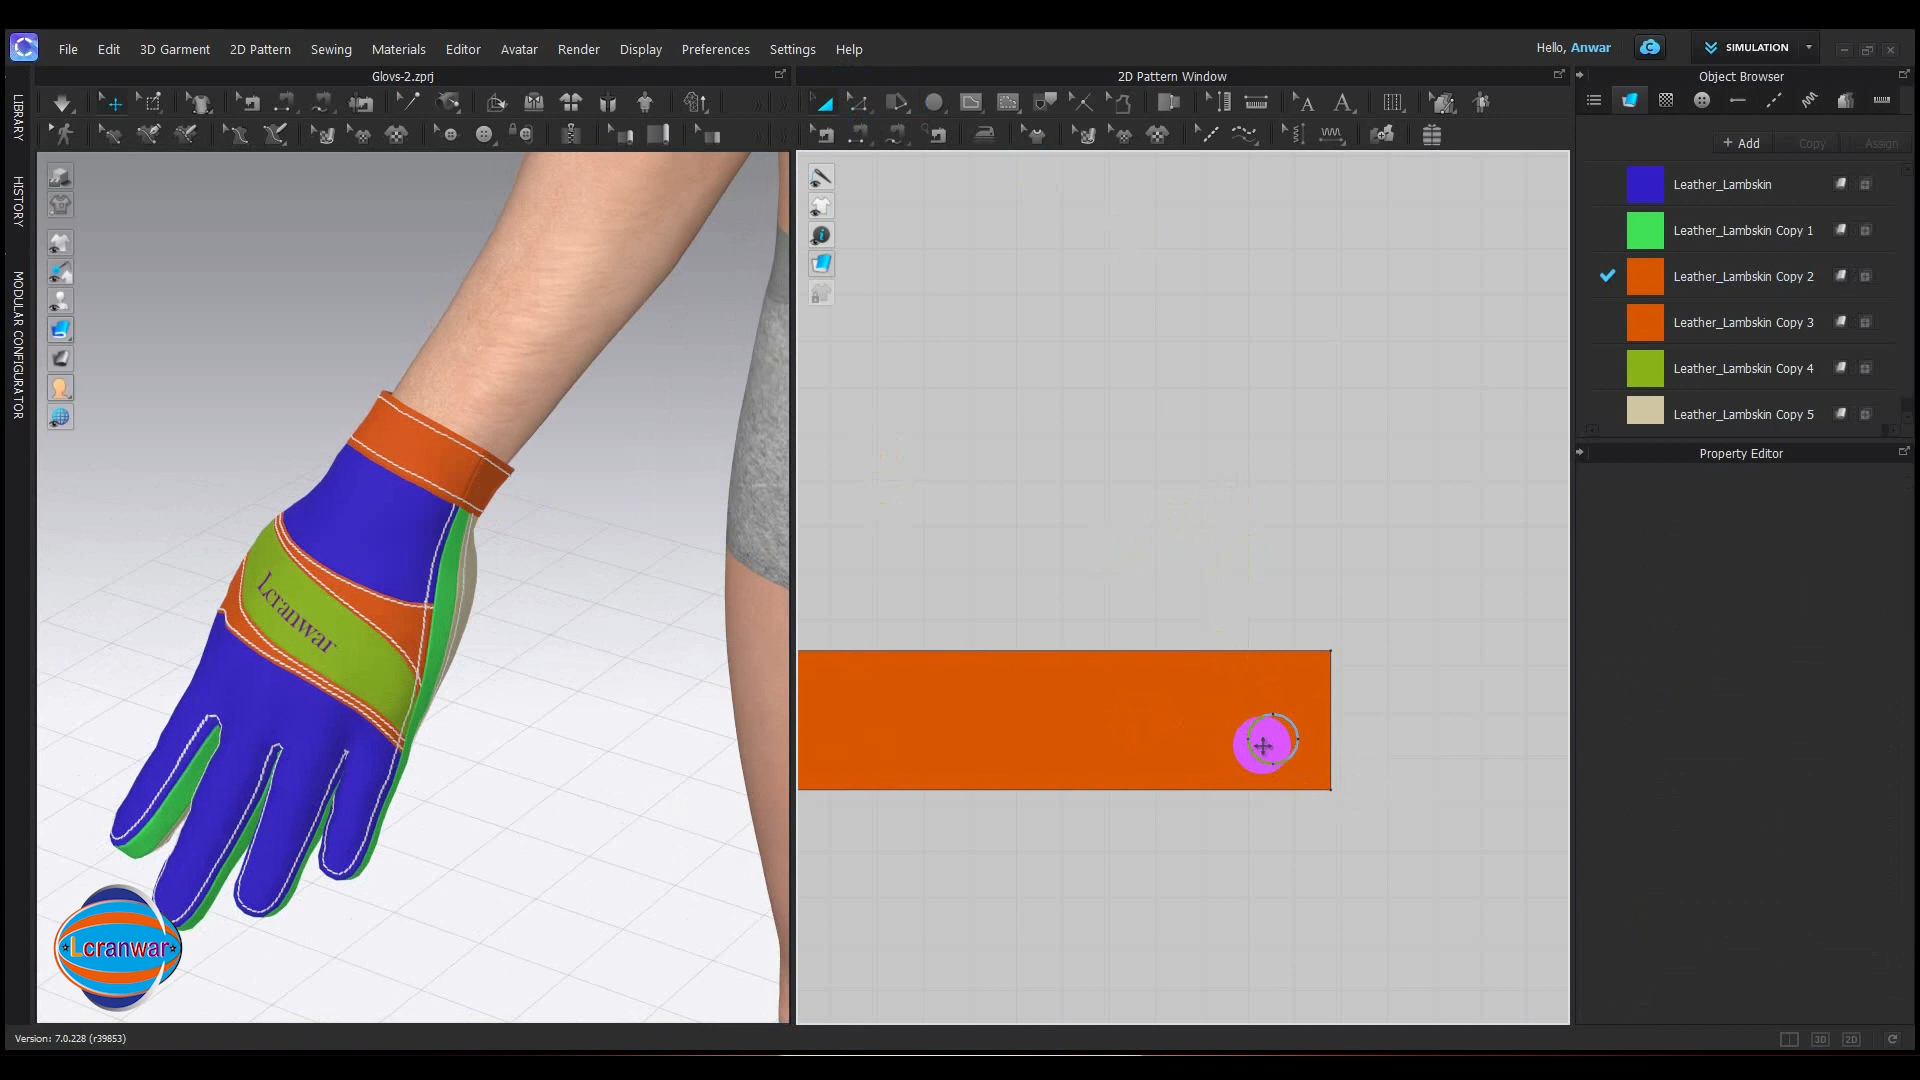 File Edit 3D Garment 2D Pattern Sewing Materials Editor Avatar Render Display Preferences Settings Help
Hello, Anwar
SIMULATION
Glovs-2.zprj
2D Pattern Window
Object Browser
LIBRARY
HISTORY
MODULAR CONFIGURATOR
+ Add
Copy
Assign
Leather_Lambskin
Leather_Lambskin Copy 1
Leather_Lambskin Copy 2
Leather_Lambskin Copy 3
Leather_Lambskin Copy 4
Leather_Lambskin Copy 5
Property Editor
Lcranwar
Lcranwar
Version: 7.0.228 (r39853)
3D
2D